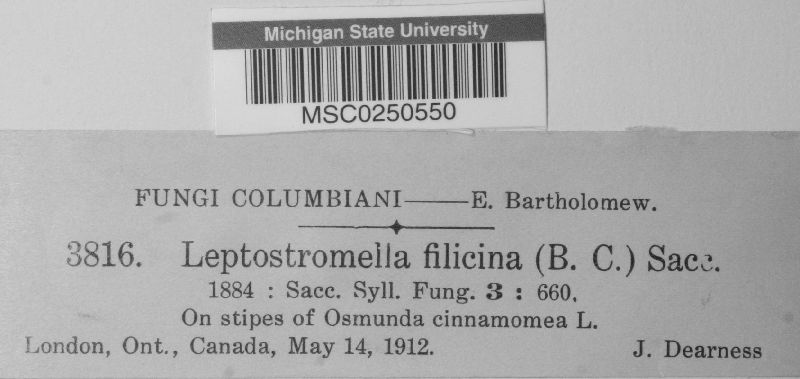 Michigan State University
MSC0250550
FUNGI COLUMBIANI——E. Bartholomew.
3816. Leptostromella filicina (B. C.) Sacc.
1884 : Sacc. Syll. Fung. 3 : 660.
On stipes of Osmunda cinnamomea L.
London, Ont., Canada, May 14, 1912. J. Dearness